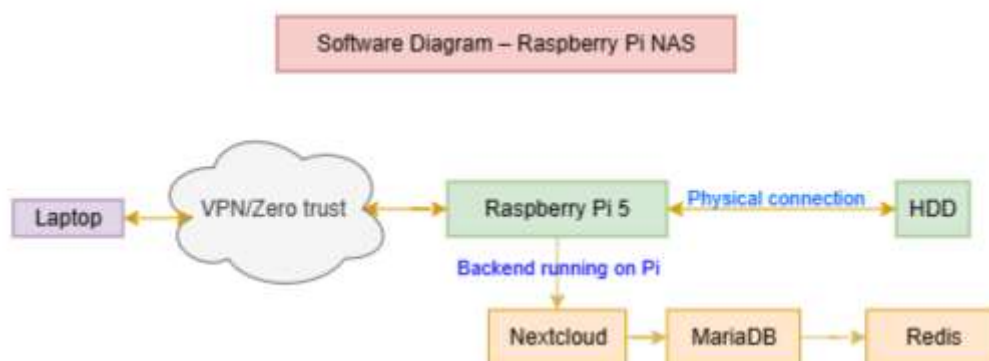 Software Diagram – Raspberry Pi NAS
Laptop
VPN/Zero trust
Raspberry Pi 5
Physical connection
HDD
Backend running on Pi
Nextcloud
MariaDB
Redis